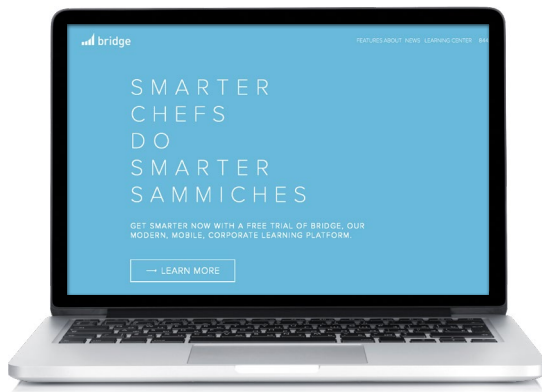 bridge
FEATURES ABOUT NEWS LEARNING CENTER
SMARTER
CHEFS
DO
SMARTER
SAMMICHES
GET SMARTER NOW WITH A FREE TRIAL OF BRIDGE, OUR
MODERN, MOBILE, CORPORATE LEARNING PLATFORM.
→ LEARN MORE